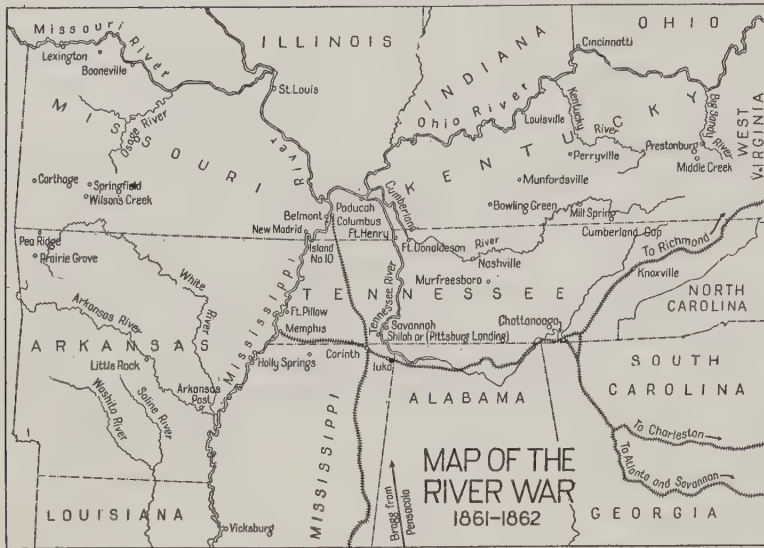 Missouri River
Lexington
Booneville
ILLINOIS
INDIANA
OHIO
Cincinnatti
St. Louis
Ohio River
Louisville
Kentucky
River
Big Sandy
River
WEST
VIRGINIA
KENTUCKY
Prestonburg
Middle Creek
Perryville
MISSOURI
Osage River
River
Carthage
Springfield
Wilson's Creek
Munfordsville
Bowling Green
Mill Spring
Cumberland
River
Paducah
Belmont
Columbus
New Madrid
Ft. Henry
Ft. Donaldeson
Island
No. 10
Cumberland Gap
Nashville
To Richmond
Knoxville
Pea Ridge
Prairie Grove
White
River
Murfreesboro
TENNESSEE
Tennessee River
NORTH
CAROLINA
Arkansas River
Mississippi
Ft. Pillow
Memphis
Savannah
Shiloh or (Pittsburg Landing)
Chattanooga
ARKANSAS
Little Rock
Holly Springs
Corinth
Iuka
SOUTH
CAROLINA
Arkansas
Post
Washita River
Saline River
ALABAMA
MISSISSIPPI
To Charleston
To Atlanta and Savannah
MAP OF THE
RIVER WAR
1861-1862
Bragg from
Pensacola
LOUISIANA
Vicksburg
GEORGIA